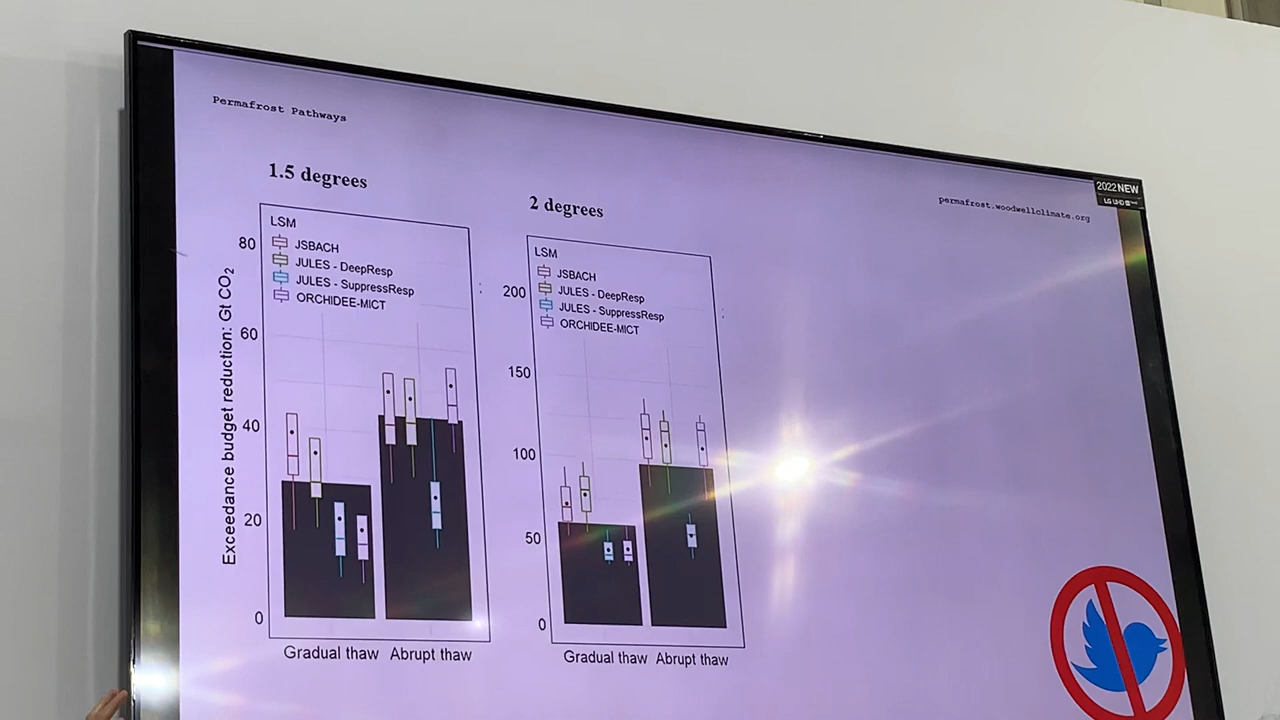 2022 NEW
LG UHD
Permafrost Pathways
permafrost.woodwellclimate.org
1.5 degrees
Exceedance budget reduction: Gt CO2
80
60
40
20
0
LSM
JSBACH
JULES - DeepResp
JULES - SuppressResp
ORCHIDEE-MICT
Gradual thaw
Abrupt thaw
2 degrees
200
150
100
50
0
LSM
JSBACH
JULES - DeepResp
JULES - SuppressResp
ORCHIDEE-MICT
Gradual thaw
Abrupt thaw